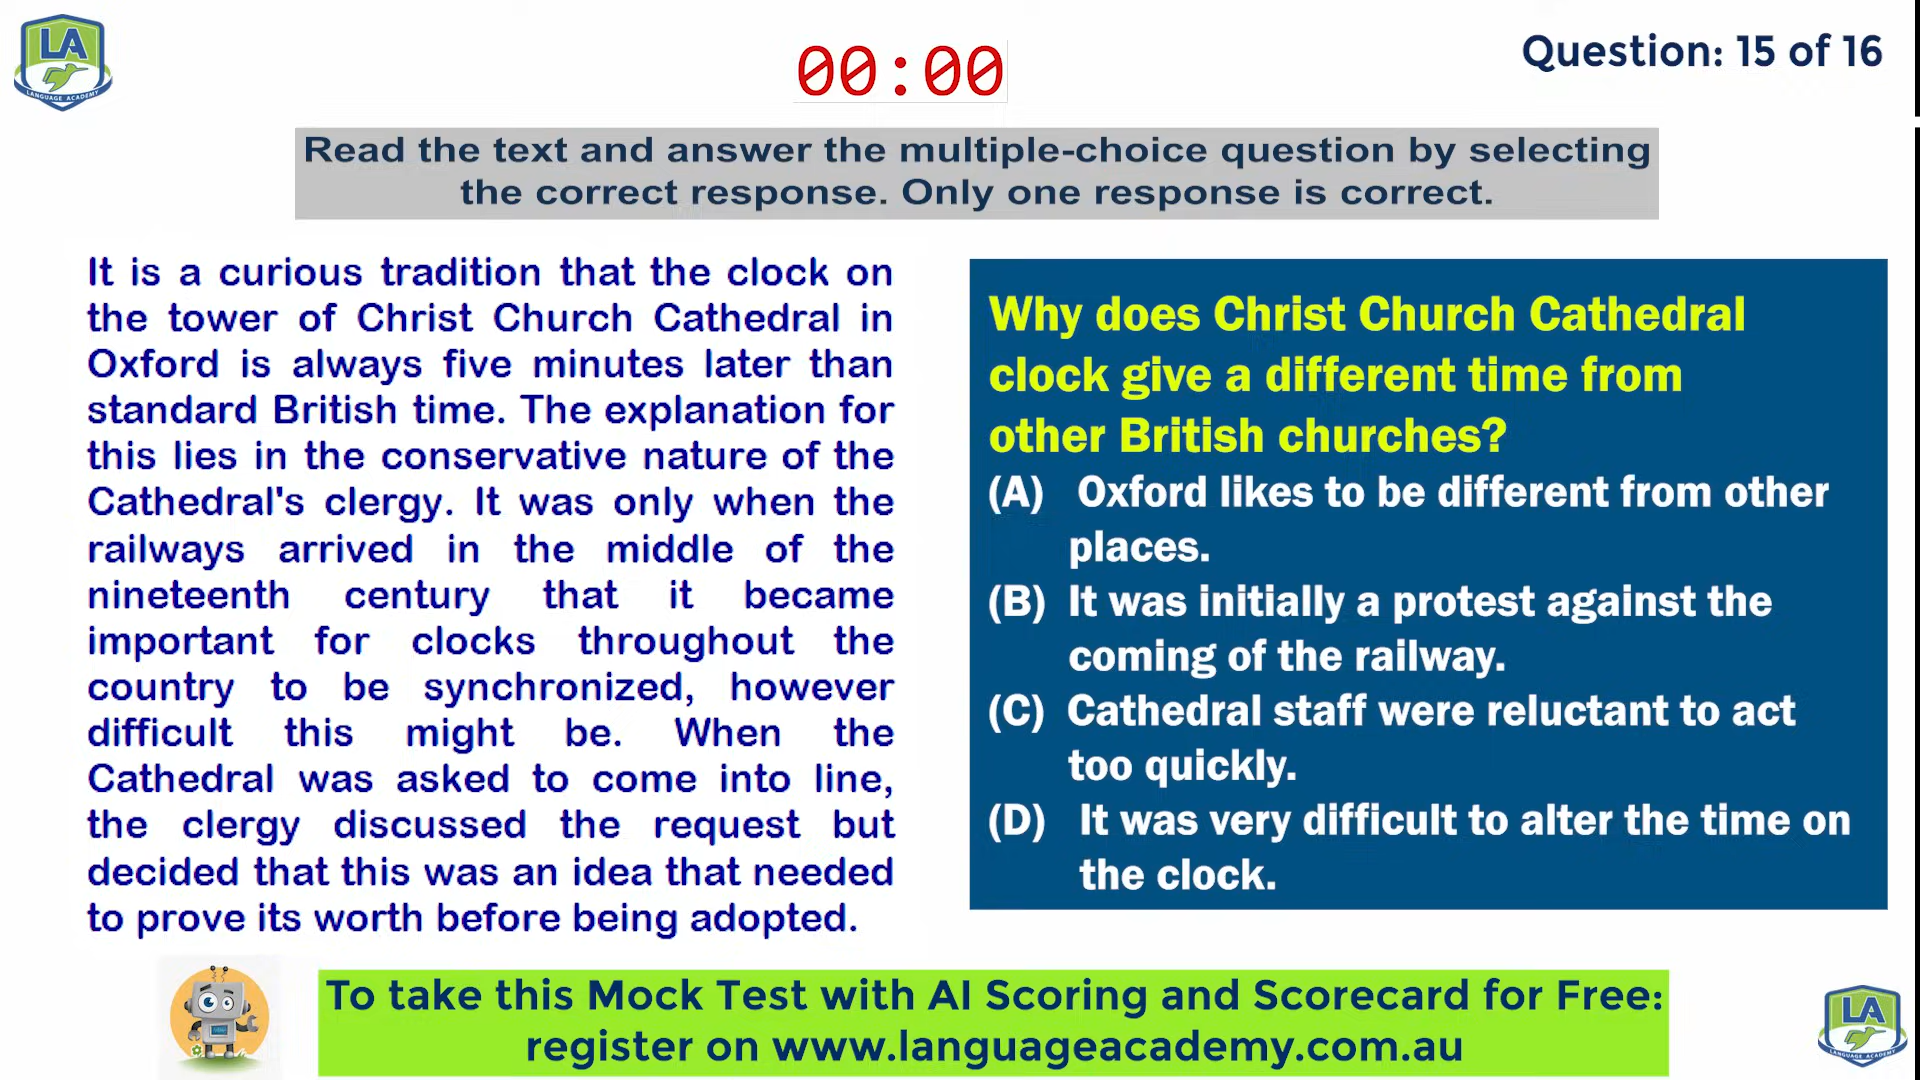 LA
LANGUAGE ACADEMY
00:00
Question: 15 of 16
Read the text and answer the multiple-choice question by selecting
the correct response. Only one response is correct.
It is a curious tradition that the clock on
the tower of Christ Church Cathedral in
Oxford is always five minutes later than
standard British time. The explanation for
this lies in the conservative nature of the
Cathedral's clergy. It was only when the
railways arrived in the middle of the
nineteenth century that it became
important for clocks throughout the
country to be synchronized, however
difficult this might be. When the
Cathedral was asked to come into line,
the clergy discussed the request but
decided that this was an idea that needed
to prove its worth before being adopted.
Why does Christ Church Cathedral
clock give a different time from
other British churches?
(A) Oxford likes to be different from other
places.
(B) It was initially a protest against the
coming of the railway.
(C) Cathedral staff were reluctant to act
too quickly.
(D) It was very difficult to alter the time on
the clock.
To take this Mock Test with AI Scoring and Scorecard for Free:
register on www.languageacademy.com.au
LA
LANGUAGE ACADEMY